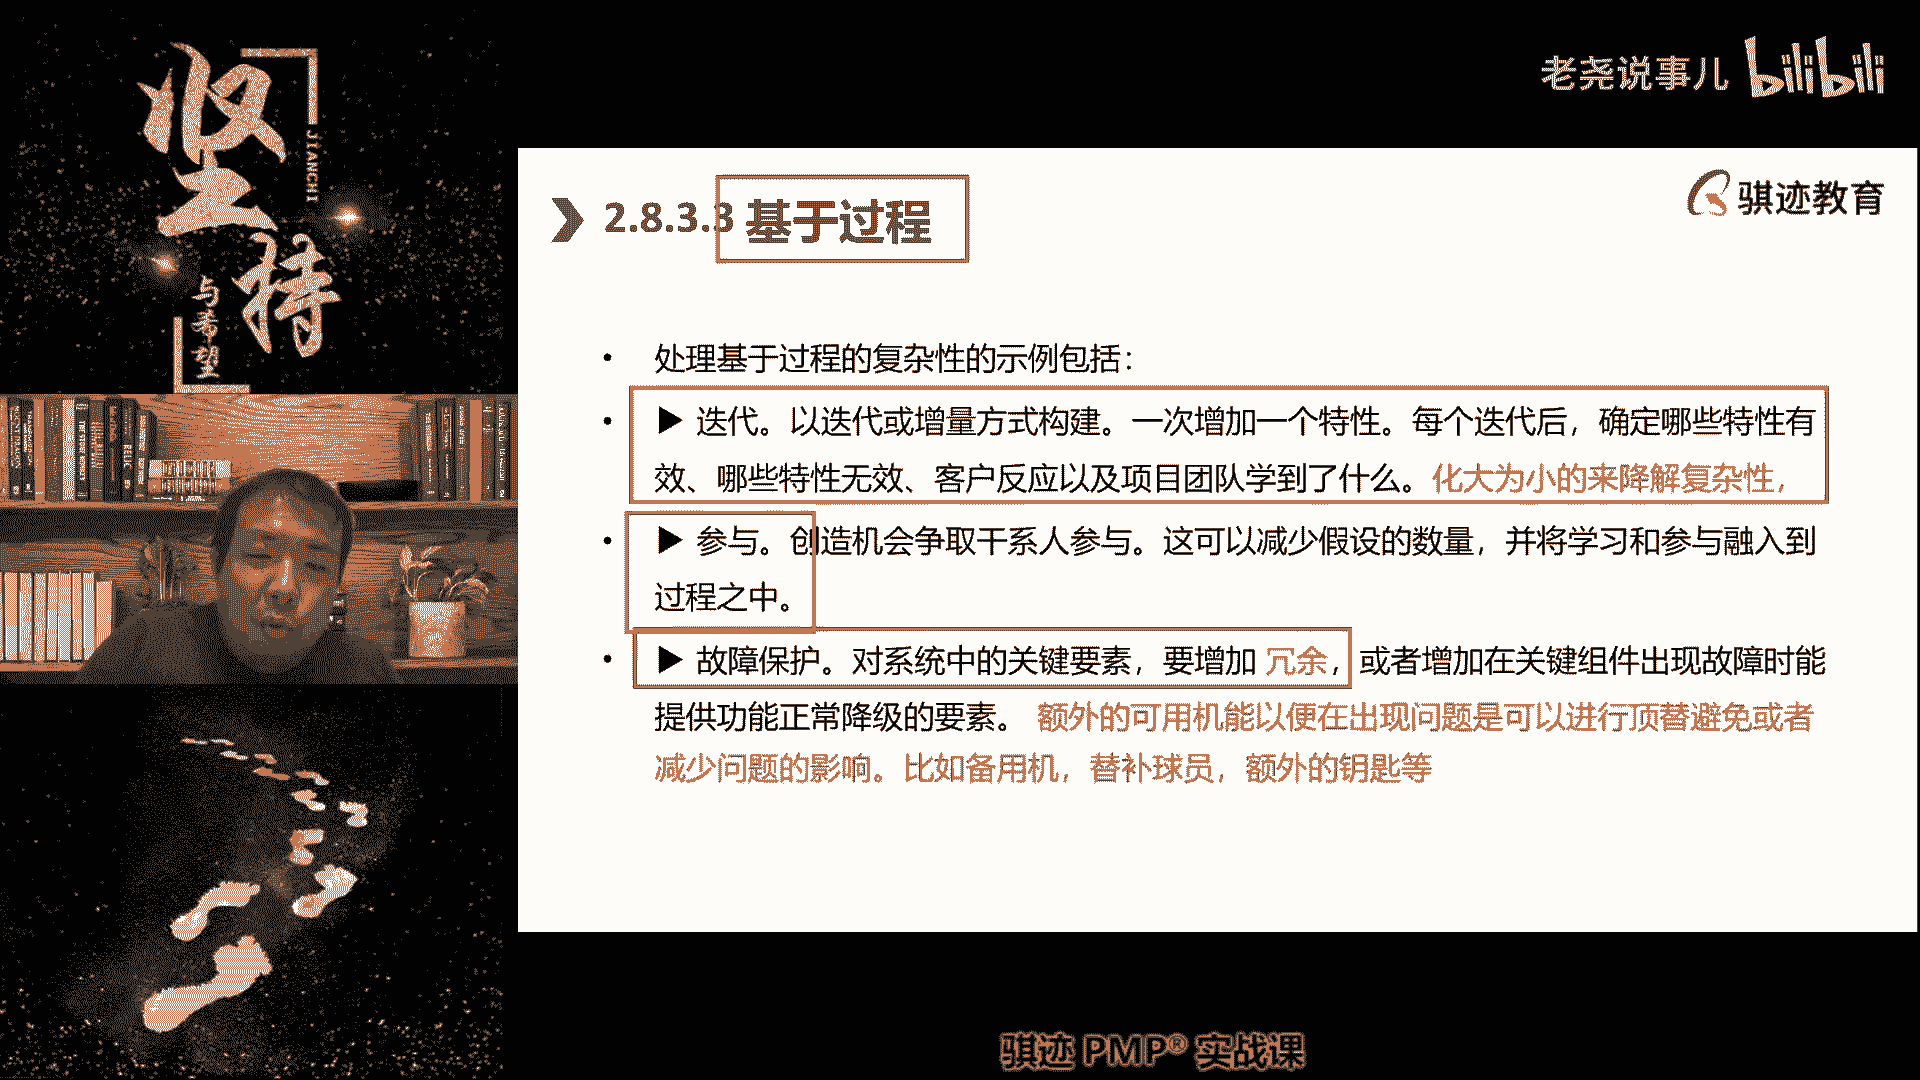 坚持
JIANCHI
与希望
老尧说事儿 bilibili
骐迹教育
2.8.3.3 基于过程
• 处理基于过程的复杂性的示例包括：
• ▶ 迭代。以迭代或增量方式构建。一次增加一个特性。每个迭代后，确定哪些特性有
效、哪些特性无效、客户反应以及项目团队学到了什么。化大为小的来降解复杂性，
• ▶ 参与。创造机会争取干系人参与。这可以减少假设的数量，并将学习和参与融入到
过程之中。
• ▶ 故障保护。对系统中的关键要素，要增加 冗余，或者增加在关键组件出现故障时能
提供功能正常降级的要素。 额外的可用机能以便在出现问题是可以进行顶替避免或者
减少问题的影响。比如备用机，替补球员，额外的钥匙等
骐迹 PMP® 实战课